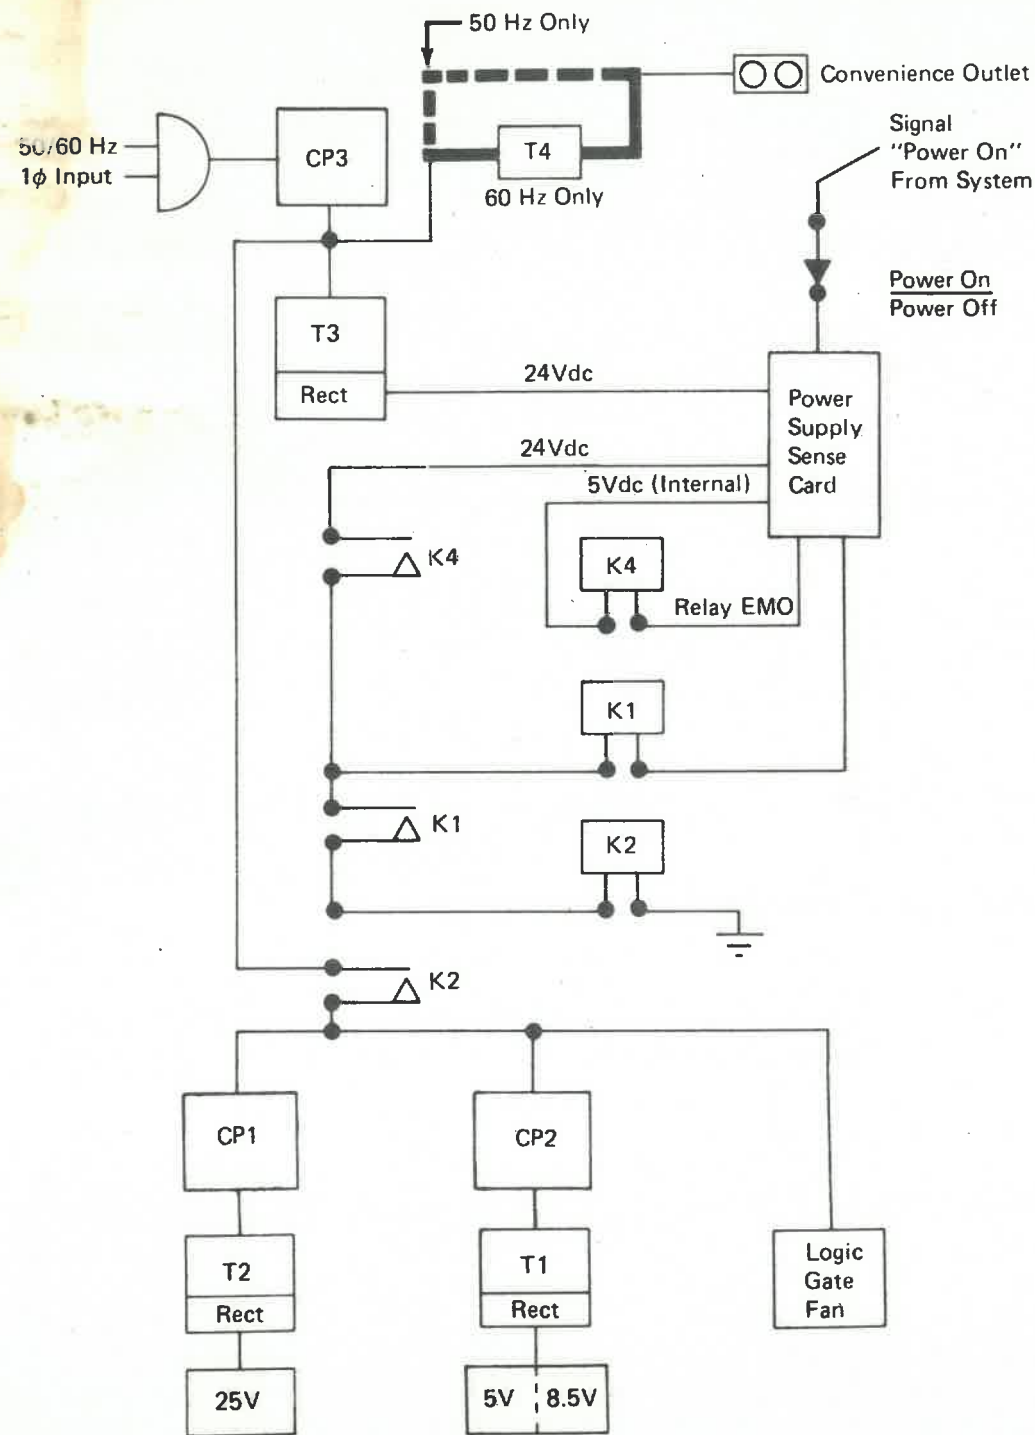 50 Hz Only
Convenience Outlet
Signal
"Power On"
From System
50/60 Hz
1ϕ Input
CP3
T4
60 Hz Only
Power On
Power Off
T3
Rect
24Vdc
Power
Supply
Sense
Card
24Vdc
5Vdc (Internal)
K4
K4
Relay EMO
K1
K1
K2
K2
CP1
CP2
T2
Rect
T1
Rect
Logic
Gate
Fan
25V
5V
8.5V